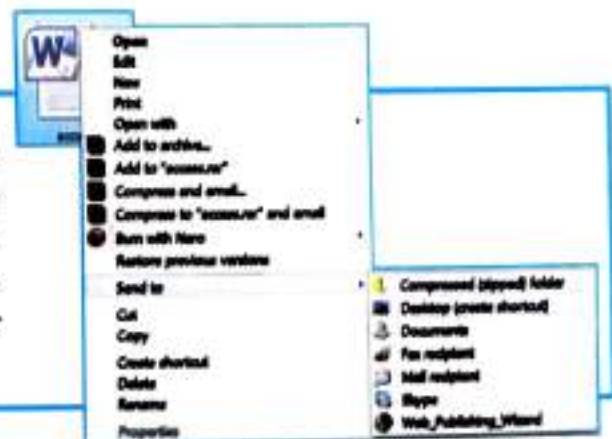 Open
Edit
New
Print
Open with
Add to archive...
Add to "access.rar"
Compress and email...
Compress to "access.rar" and email
Burn with Nero
Restore previous versions
Send to
Cut
Copy
Create shortcut
Delete
Rename
Properties
Compressed (zipped) folder
Desktop (create shortcut)
Documents
Fax recipient
Mail recipient
Skype
Web_Publishing_Wizard